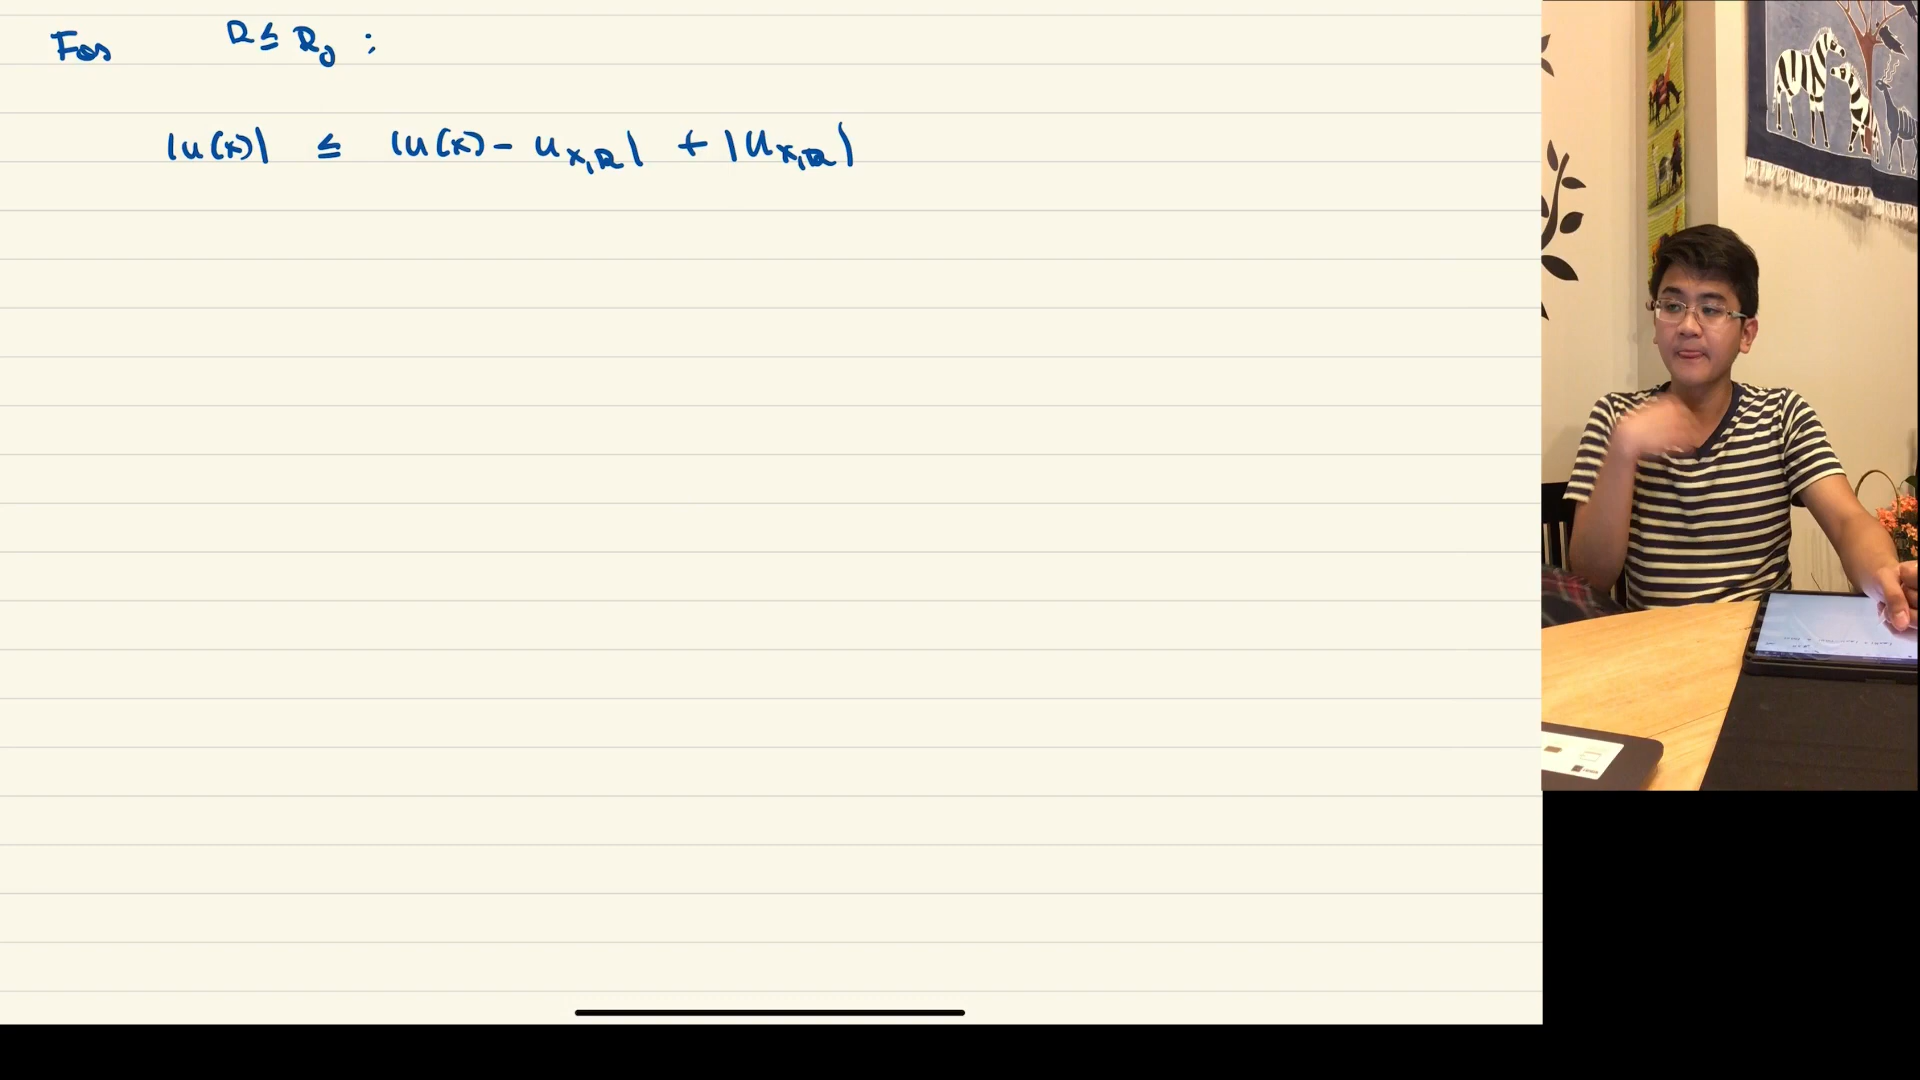 For R ≤ R₀ :
|u(x)| ≤ |u(x) - u_{x,R}| + |u_{x,R}|